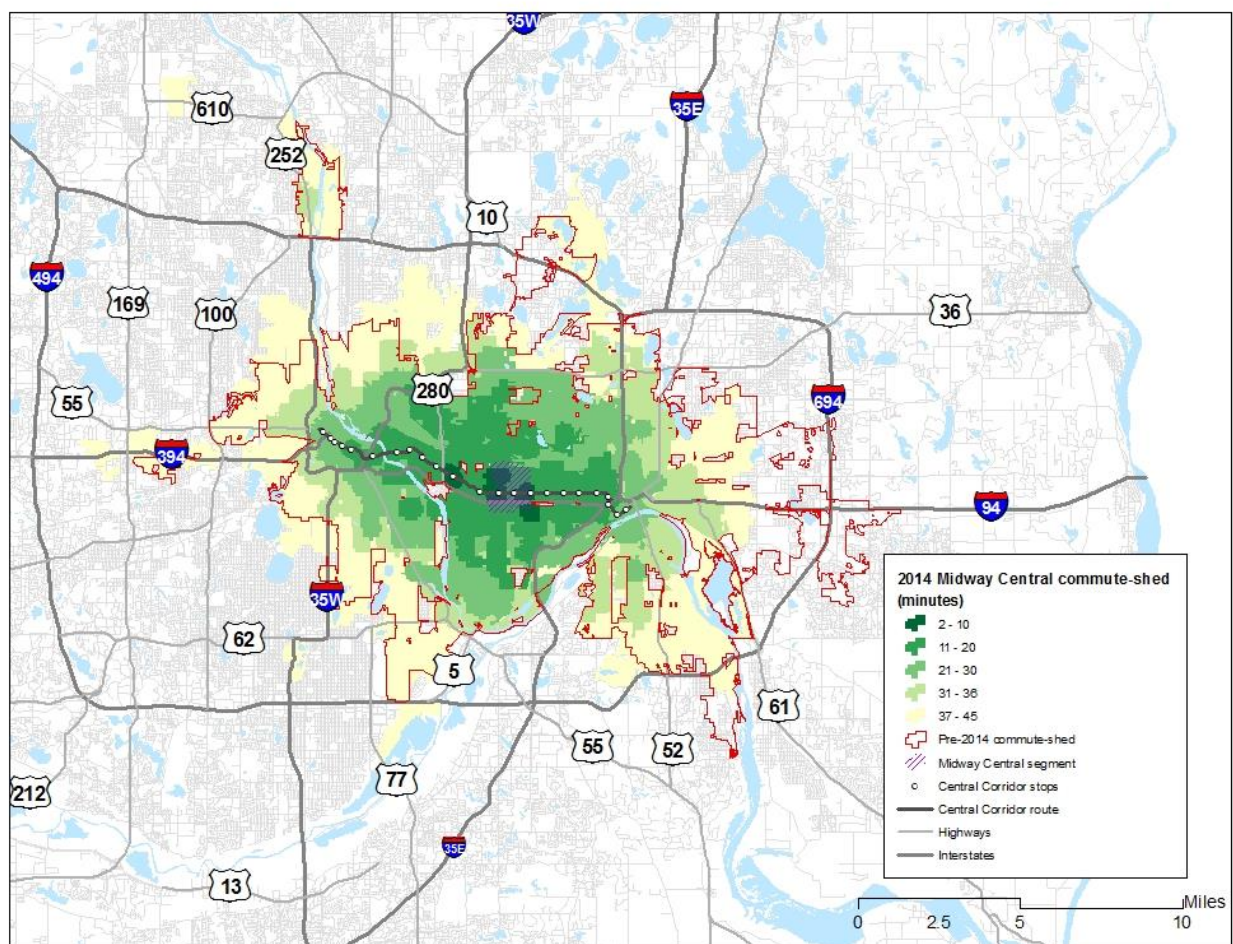 35W
610
35E
252
10
494
169
100
36
280
55
694
394
94
35W
62
5
61
55
52
77
212
35E
13
2014 Midway Central commute-shed
(minutes)
2 - 10
11 - 20
21 - 30
31 - 36
37 - 45
Pre-2014 commute-shed
Midway Central segment
Central Corridor stops
Central Corridor route
Highways
Interstates
Miles
0 2.5 5 10